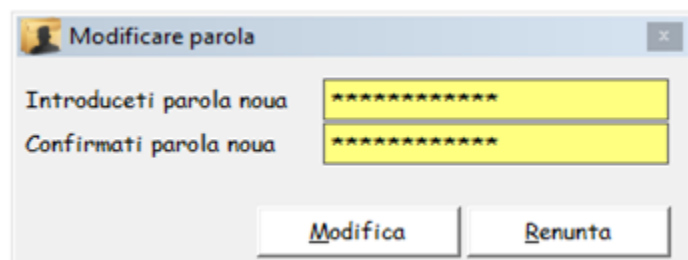 Modificare parola
Introduceti parola noua ************
Confirmati parola noua ************
Modifica Renunta